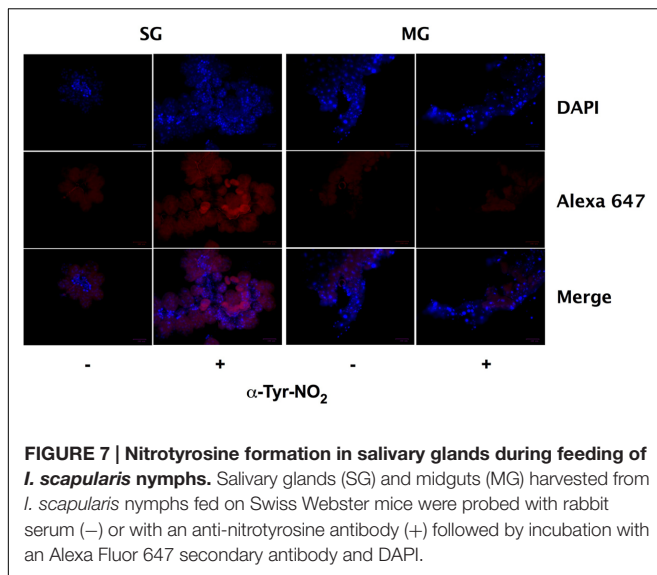 SG MG
DAPI
Alexa 647
Merge
- + - +
α-Tyr-NO₂
FIGURE 7 | Nitrotyrosine formation in salivary glands during feeding of
I. scapularis nymphs. Salivary glands (SG) and midguts (MG) harvested from
I. scapularis nymphs fed on Swiss Webster mice were probed with rabbit
serum (−) or with an anti-nitrotyrosine antibody (+) followed by incubation with
an Alexa Fluor 647 secondary antibody and DAPI.